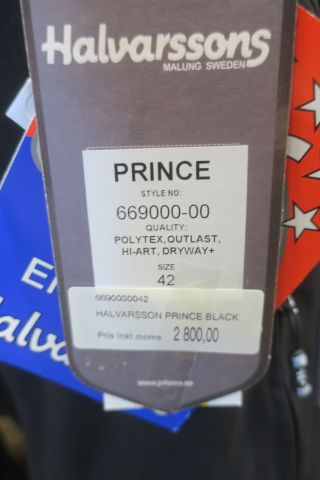 Halvarssons
MALUNG SWEDEN
PRINCE
STYLE NO:
669000-00
QUALITY:
POLYTEX,OUTLAST,
HI-ART, DRYWAY+
SIZE
42
6690000042
HALVARSSON PRINCE BLACK
Pris inkl.moms 2 800,00
www.jofama.se